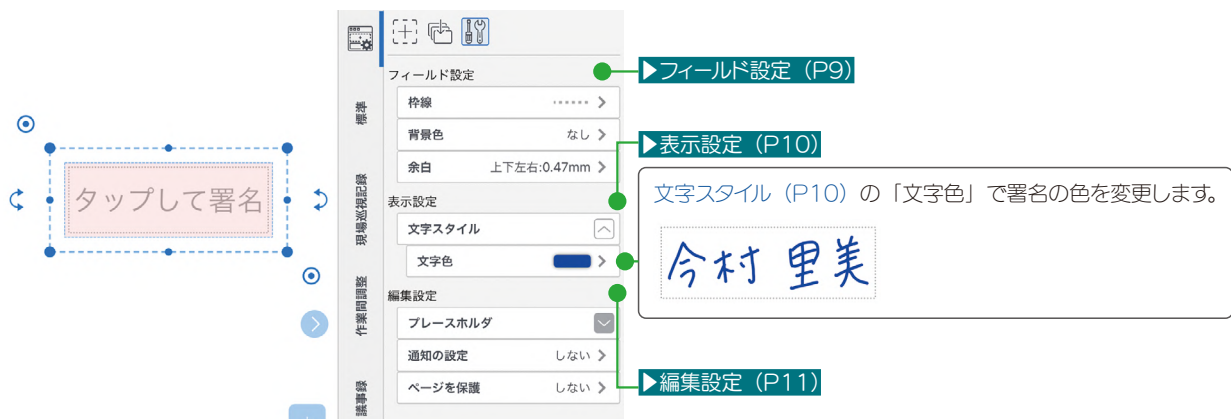 タップして署名
標準
現場巡視記録
作業間調整
議事録
フィールド設定
枠線
背景色 なし
余白 上下左右:0.47mm
表示設定
文字スタイル
文字色
編集設定
プレースホルダ
通知の設定 しない
ページを保護 しない
▶フィールド設定（P9）
▶表示設定（P10）
文字スタイル（P10）の「文字色」で署名の色を変更します。
今村 里美
▶編集設定（P11）